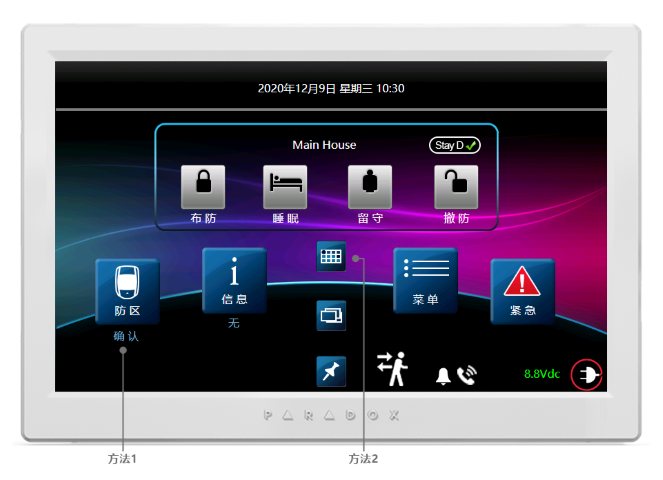 2020年12月9日 星期三 10:30
Main House
Stay D
布防
睡眠
留守
撤防
防区
信息
菜单
紧急
确认
无
8.8Vdc
PARADOX
方法1
方法2